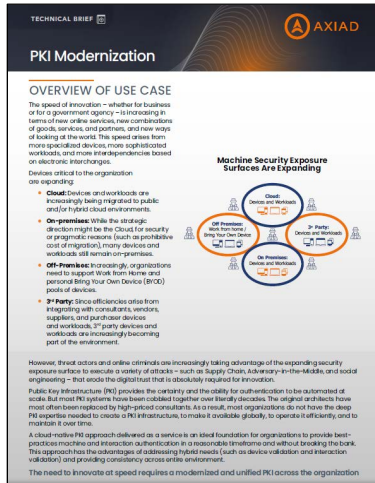 TECHNICAL BRIEF
AXIAD
PKI Modernization
OVERVIEW OF USE CASE
The speed of innovation – whether for business
or for a government agency – is increasing in
terms of new online services, new combinations
of goods, services, and partners, and new ways
of looking at the world. This speed arises from
more specialized devices, more sophisticated
workloads, and more interdependencies based
on electronic interchanges.
Devices critical to the organization
are expanding:
• Cloud: Devices and workloads are
increasingly being migrated to public
and/or hybrid cloud environments.
• On-premises: While the strategic
direction might be the Cloud, for security
or pragmatic reasons (such as prohibitive
cost of migration), many devices and
workloads still remain on-premises.
• Off-Premises: Increasingly, organizations
need to support Work from Home and
personal Bring Your Own Device (BYOD)
pools of devices.
• 3rd Party: Since efficiencies arise from
integrating with consultants, vendors,
suppliers, and purchaser devices
and workloads, 3rd party devices and
workloads are increasingly becoming
part of the environment.
Machine Security Exposure
Surfaces Are Expanding
Cloud:
Devices and Workloads
Off Premises:
Work from home /
Bring Your Own Device
3rd Party:
Devices and Workloads
On Premises:
Devices and Workloads
However, threat actors and online criminals are increasingly taking advantage of the expanding security
exposure surface to execute a variety of attacks – such as Supply Chain, Adversary-in-the-Middle, and social
engineering – that erode the digital trust that is absolutely required for innovation.
Public Key Infrastructure (PKI) provides the certainty and the ability for authentication to be automated at
scale. But most PKI systems have been cobbled together over literally decades. The original architects have
most often been replaced by high-priced consultants. As a result, most organizations do not have the deep
PKI expertise needed to create a PKI infrastructure, to make it available globally, to operate it efficiently, and to
maintain it over time.
A cloud-native PKI approach delivered as a service is an ideal foundation for organizations to provide best-
practices machine and interaction authentication in a reasonable timeframe and without breaking the bank.
This approach has the advantages of addressing hybrid needs (such as device validation and interaction
validation) and providing consistency across entire environment.
The need to innovate at speed requires a modernized and unified PKI across the organization